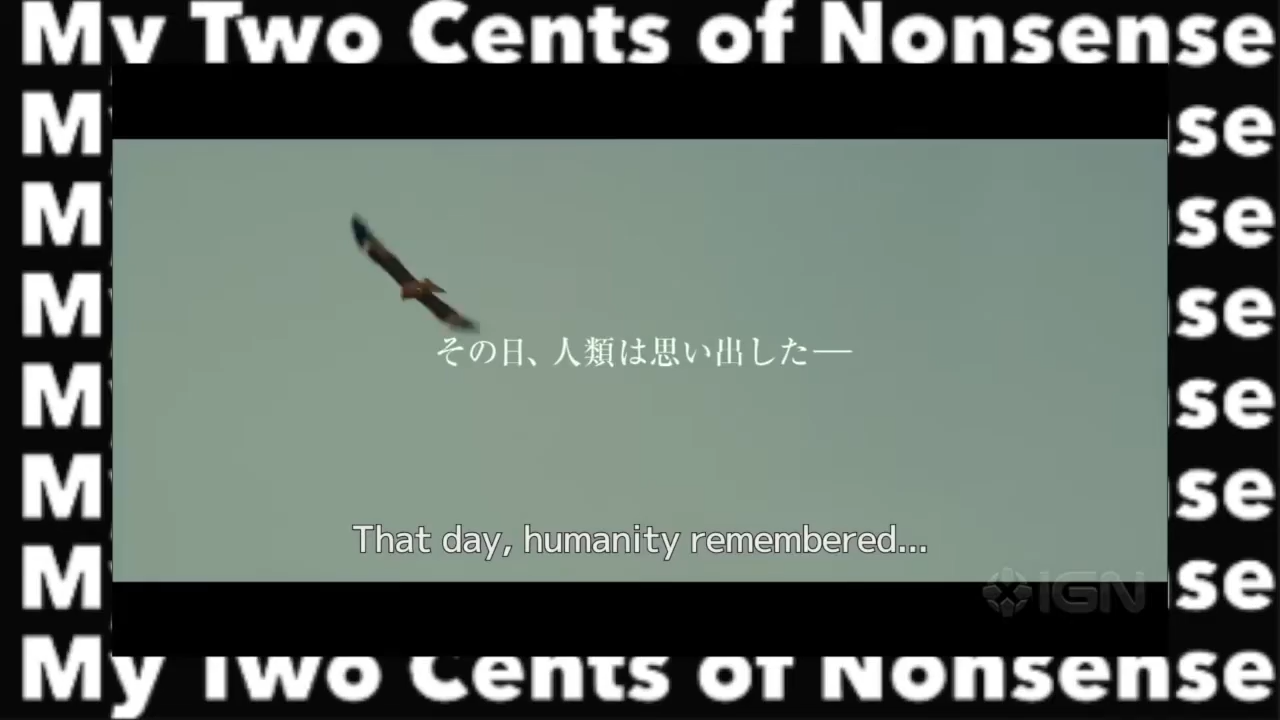 My Two Cents of Nonsense
M se
M se
M se
その日、人類は思い出した──
M se
M se
That day, humanity remembered...
M se
IGN
My Two Cents of Nonsense